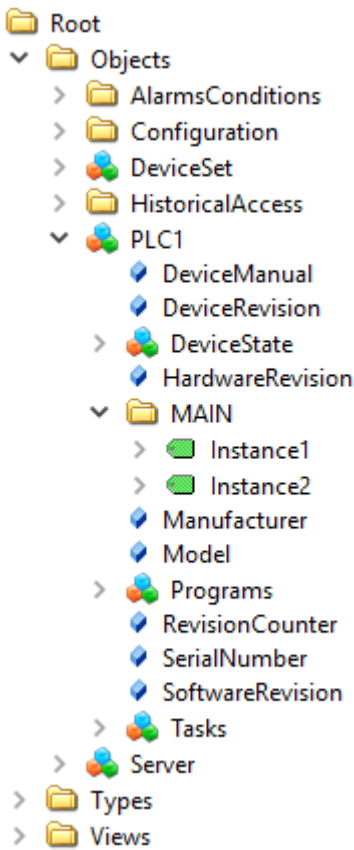 Root
Objects
AlarmsConditions
Configuration
DeviceSet
HistoricalAccess
PLC1
DeviceManual
DeviceRevision
DeviceState
HardwareRevision
MAIN
Instance1
Instance2
Manufacturer
Model
Programs
RevisionCounter
SerialNumber
SoftwareRevision
Tasks
Server
Types
Views